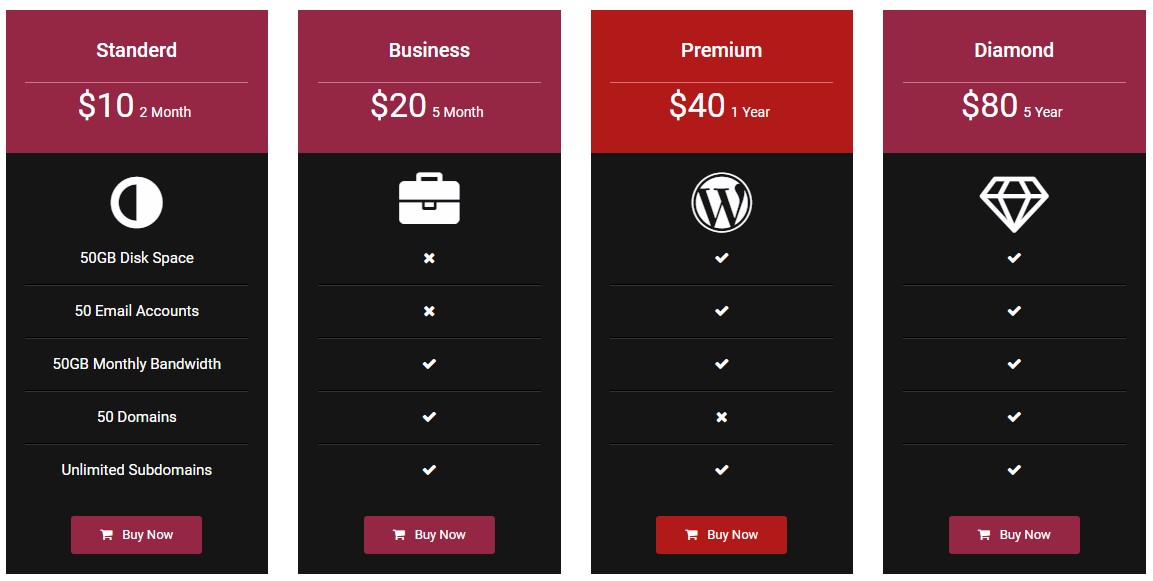 Standerd
$10 2 Month
50GB Disk Space
50 Email Accounts
50GB Monthly Bandwidth
50 Domains
Unlimited Subdomains
Buy Now
Business
$20 5 Month
Buy Now
Premium
$40 1 Year
Buy Now
Diamond
$80 5 Year
Buy Now